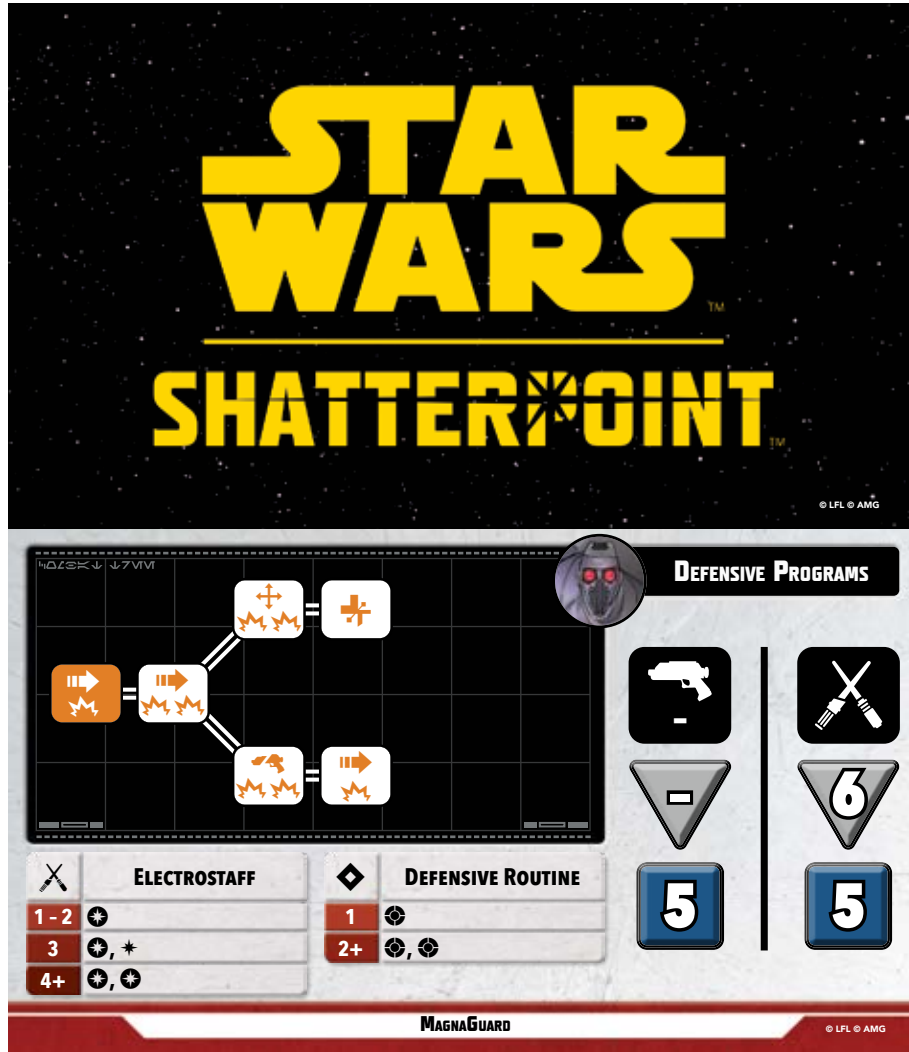 STAR
WARS
TM
SHATTERPOINT
TM
© LFL © AMG
DEFENSIVE PROGRAMS
-
- 6
5 5
ELECTROSTAFF
1 - 2
3 ,
4+ ,
DEFENSIVE ROUTINE
1
2+ ,
MAGNAGUARD
© LFL © AMG